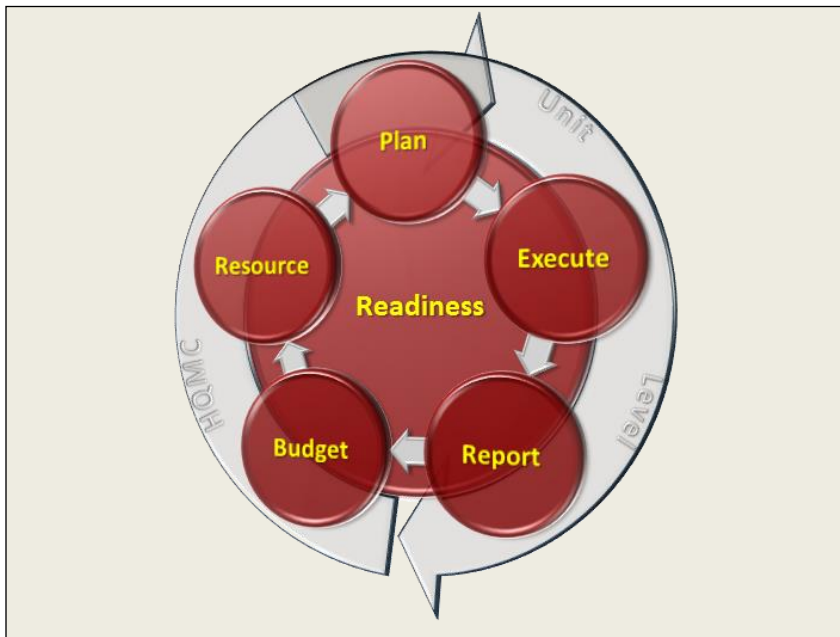 Plan
Unit
Execute
Resource
Readiness
HQMC
Level
Budget
Report